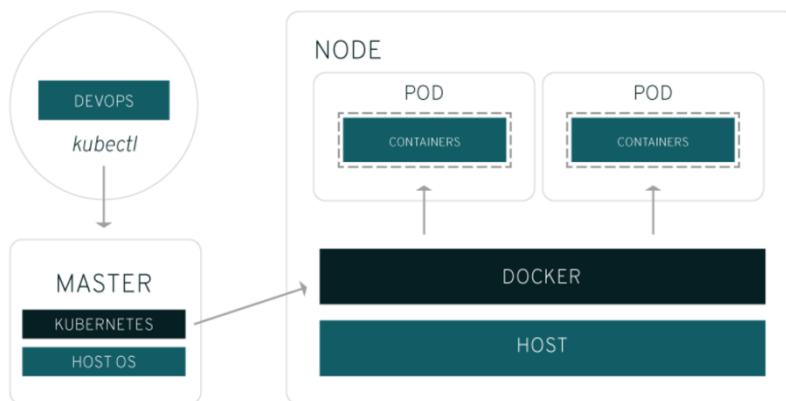 DEVOPS
kubectl
MASTER
KUBERNETES
HOST OS
NODE
POD
CONTAINERS
POD
CONTAINERS
DOCKER
HOST